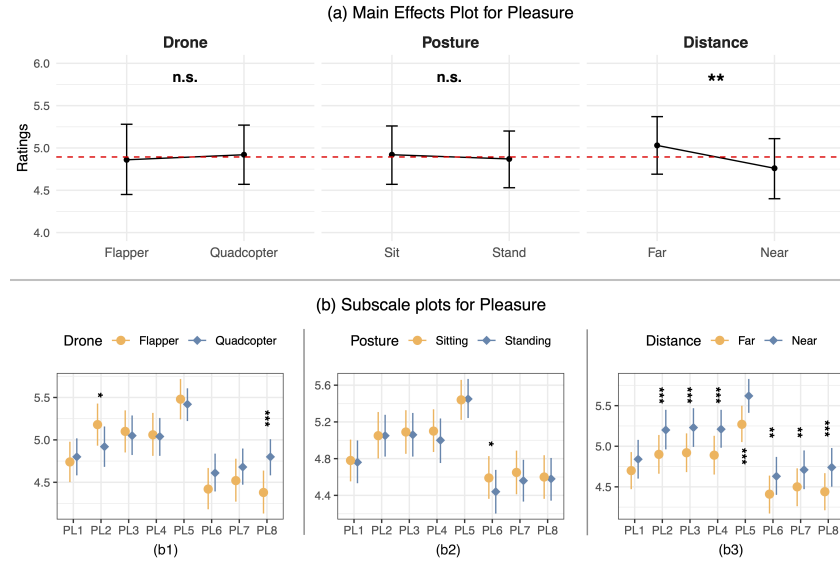 (a) Main Effects Plot for Pleasure
Drone Posture Distance
n.s. n.s. **
Ratings
6.0
5.5
5.0
4.5
4.0
Flapper Quadcopter Sit Stand Far Near
(b) Subscale plots for Pleasure
Drone Flapper Quadcopter Posture Sitting Standing Distance Far Near
5.5
5.0
4.5
* ***
PL1 PL2 PL3 PL4 PL5 PL6 PL7 PL8
(b1)
5.6
5.2
4.8
4.4
*
PL1 PL2 PL3 PL4 PL5 PL6 PL7 PL8
(b2)
5.5
5.0
4.5
*** *** *** *** ** ** ***
PL1 PL2 PL3 PL4 PL5 PL6 PL7 PL8
(b3)